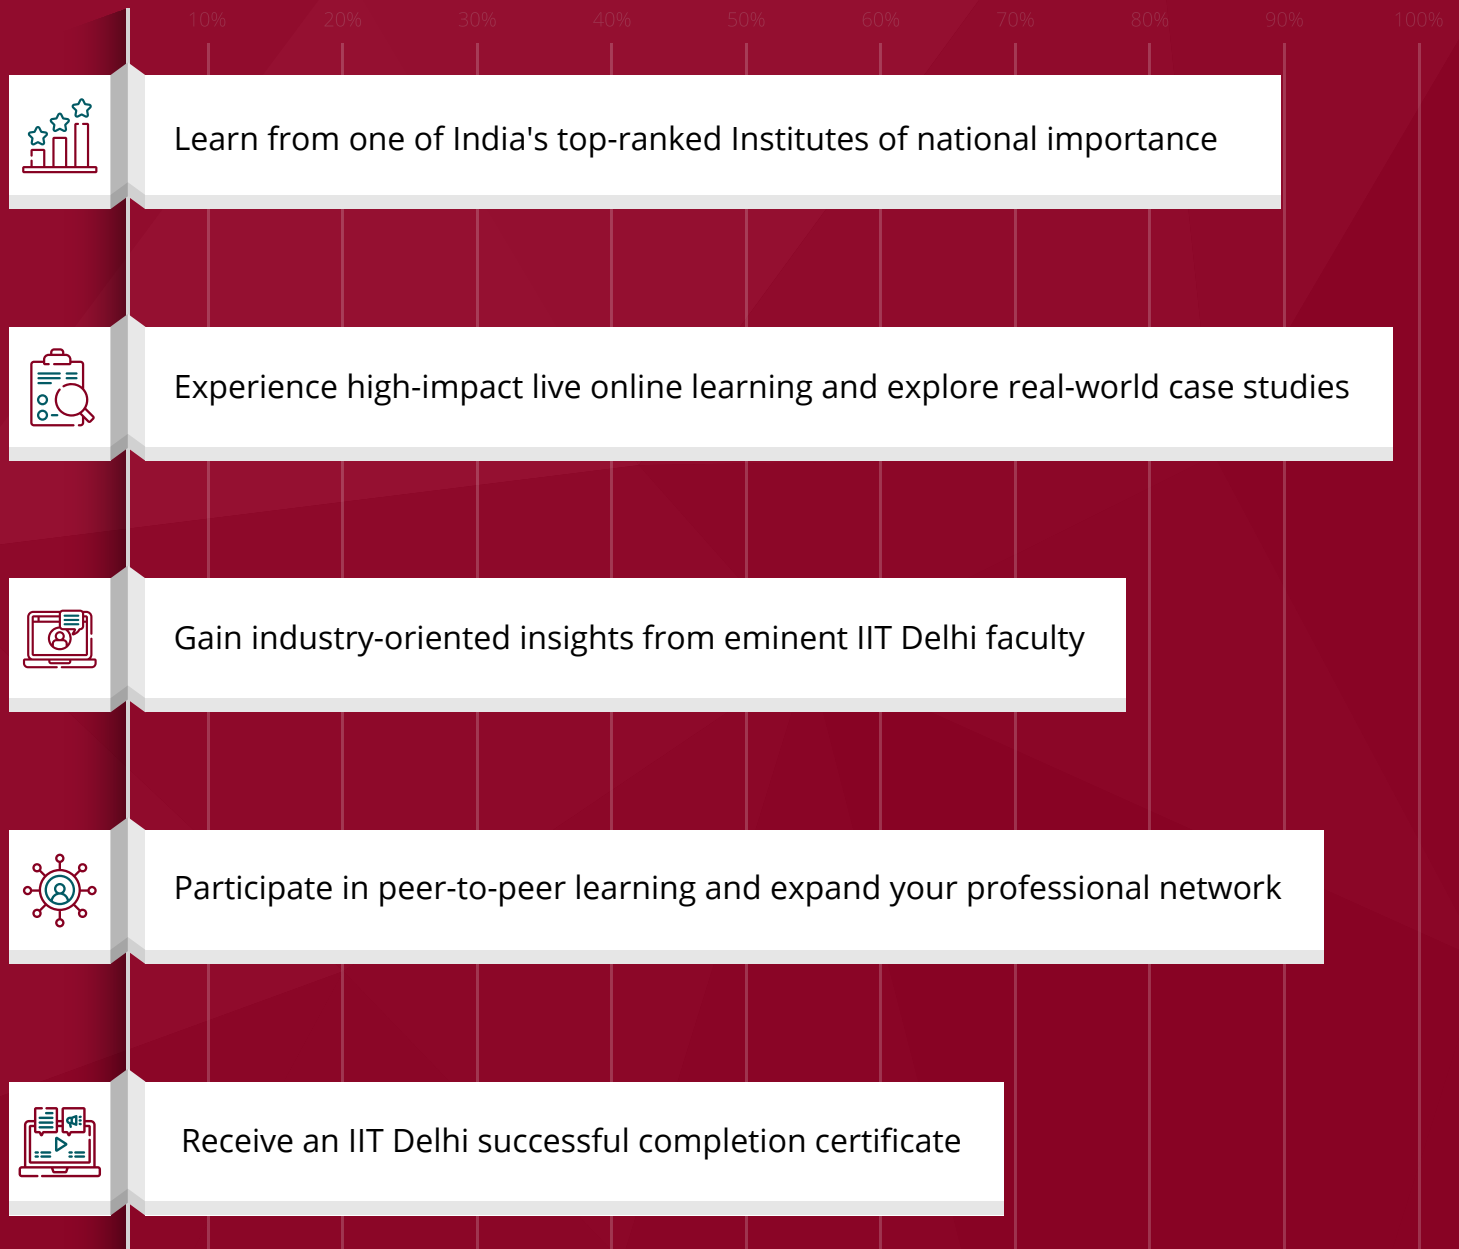 10% 20% 30% 40% 50% 60% 70% 80% 90% 100%
Learn from one of India's top-ranked Institutes of national importance
Experience high-impact live online learning and explore real-world case studies
Gain industry-oriented insights from eminent IIT Delhi faculty
Participate in peer-to-peer learning and expand your professional network
Receive an IIT Delhi successful completion certificate